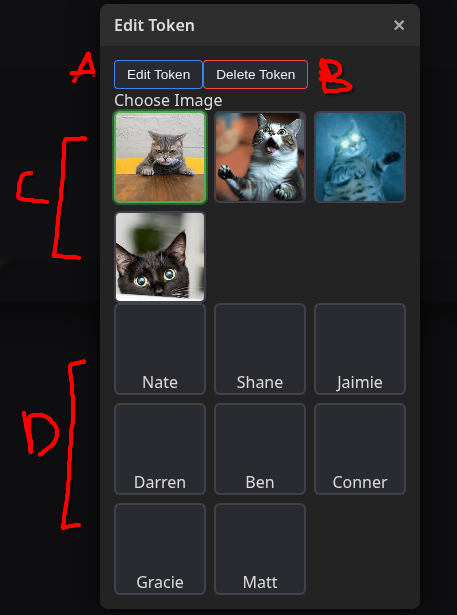 Edit Token ×
A Edit Token Delete Token B
Choose Image
C
Nate Shane Jaimie
D
Darren Ben Conner
Gracie Matt